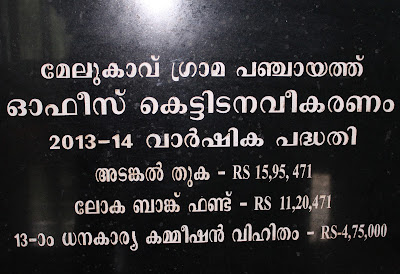 മേലുകാവ് ഗ്രാമ പഞ്ചായത്ത്
ഓഫീസ് കെട്ടിടനവീകരണം
2013-14 വാർഷിക പദ്ധതി
അടങ്കൽ തുക - RS 15,95, 471
ലോക ബാങ്ക് ഫണ്ട് - RS 11,20,471
13-ാം ധനകാര്യ കമ്മീഷൻ വിഹിതം - RS-4,75,000